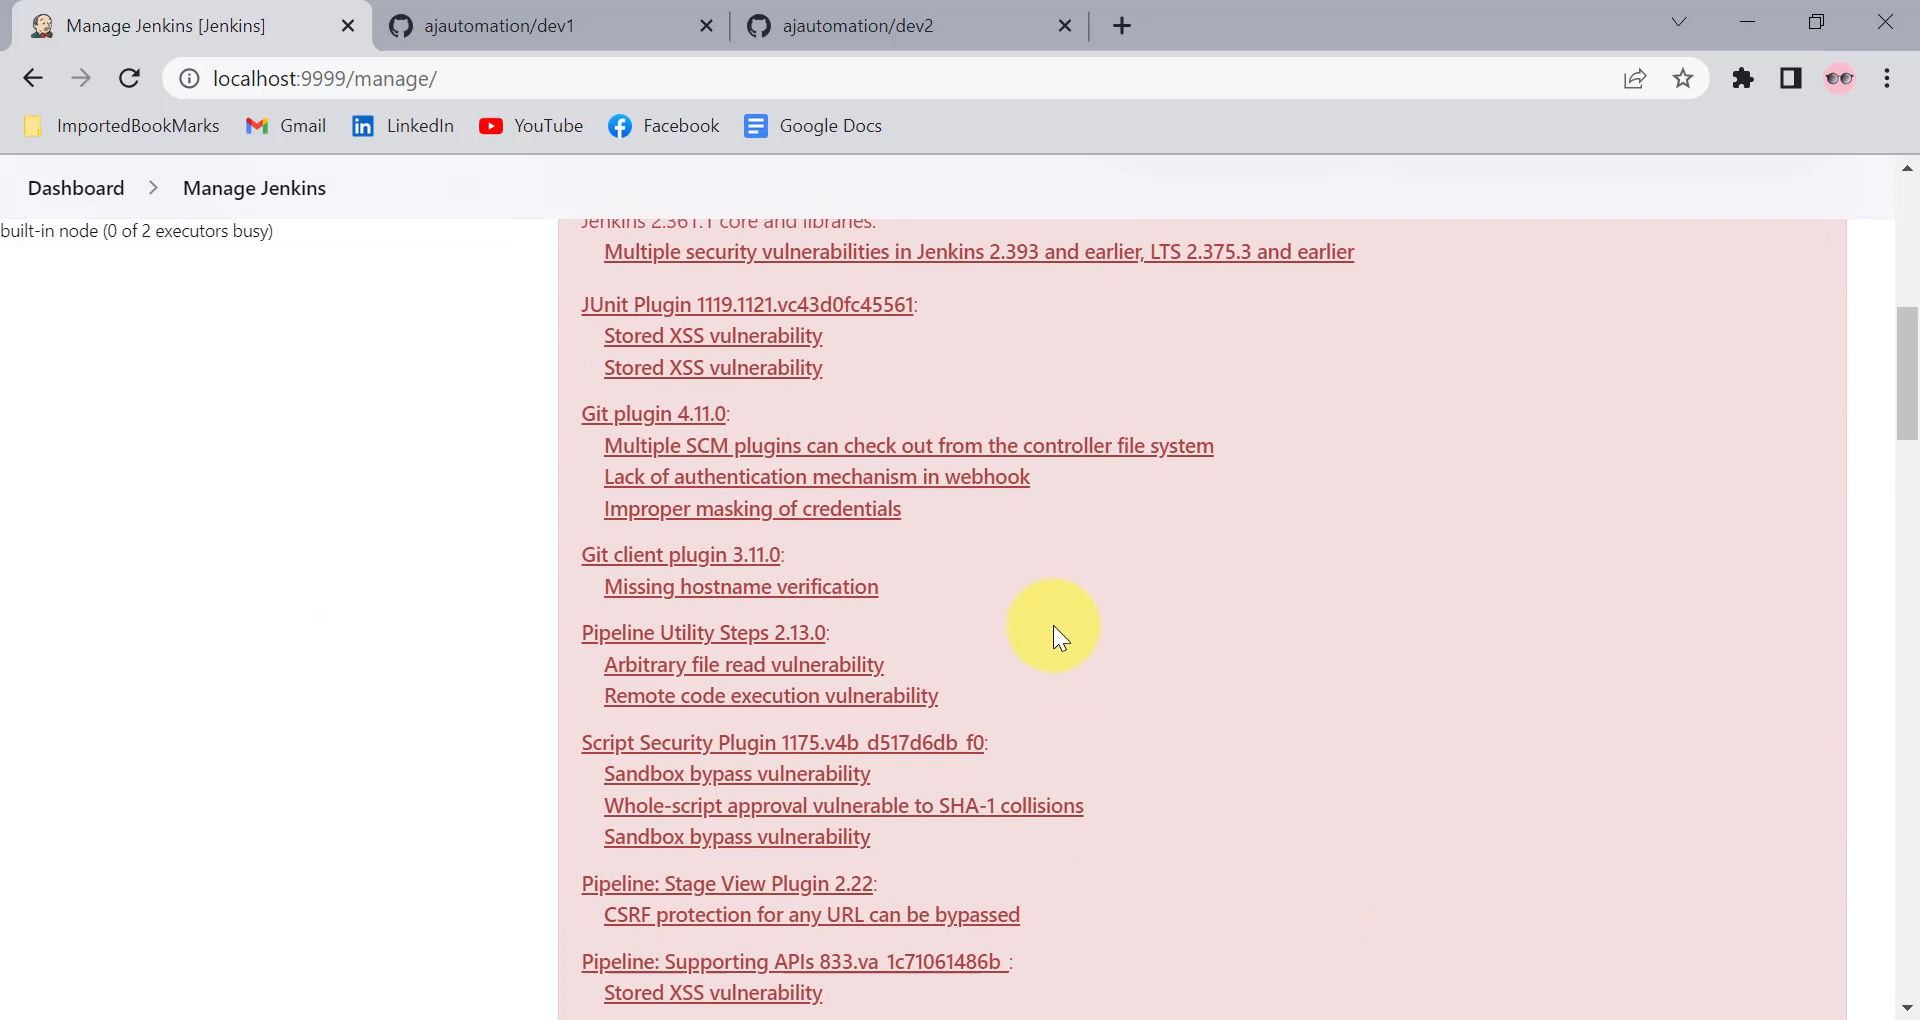 Manage Jenkins [Jenkins]
ajautomation/dev1
ajautomation/dev2
localhost:9999/manage/
ImportedBookMarks
Gmail
LinkedIn
YouTube
Facebook
Google Docs
Dashboard > Manage Jenkins
built-in node (0 of 2 executors busy)
Jenkins 2.361.1 core and libraries:
Multiple security vulnerabilities in Jenkins 2.393 and earlier, LTS 2.375.3 and earlier
JUnit Plugin 1119.1121.vc43d0fc45561:
Stored XSS vulnerability
Stored XSS vulnerability
Git plugin 4.11.0:
Multiple SCM plugins can check out from the controller file system
Lack of authentication mechanism in webhook
Improper masking of credentials
Git client plugin 3.11.0:
Missing hostname verification
Pipeline Utility Steps 2.13.0:
Arbitrary file read vulnerability
Remote code execution vulnerability
Script Security Plugin 1175.v4b_d517d6db_f0:
Sandbox bypass vulnerability
Whole-script approval vulnerable to SHA-1 collisions
Sandbox bypass vulnerability
Pipeline: Stage View Plugin 2.22:
CSRF protection for any URL can be bypassed
Pipeline: Supporting APIs 833.va_1c71061486b_:
Stored XSS vulnerability